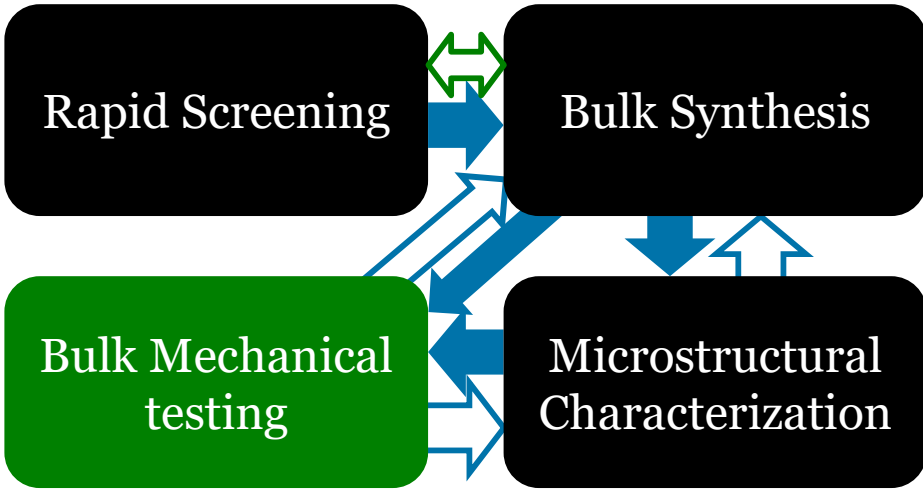 Rapid Screening
Bulk Synthesis
Bulk Mechanical
testing
Microstructural
Characterization